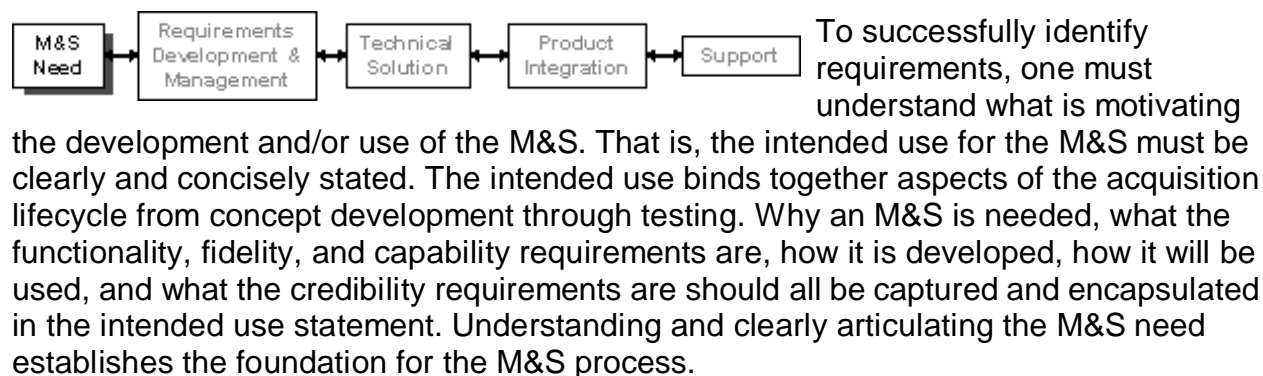 M&S
Need
Requirements
Development &
Management
Technical
Solution
Product
Integration
Support
To successfully identify
requirements, one must
understand what is motivating
the development and/or use of the M&S. That is, the intended use for the M&S must be
clearly and concisely stated. The intended use binds together aspects of the acquisition
lifecycle from concept development through testing. Why an M&S is needed, what the
functionality, fidelity, and capability requirements are, how it is developed, how it will be
used, and what the credibility requirements are should all be captured and encapsulated
in the intended use statement. Understanding and clearly articulating the M&S need
establishes the foundation for the M&S process.